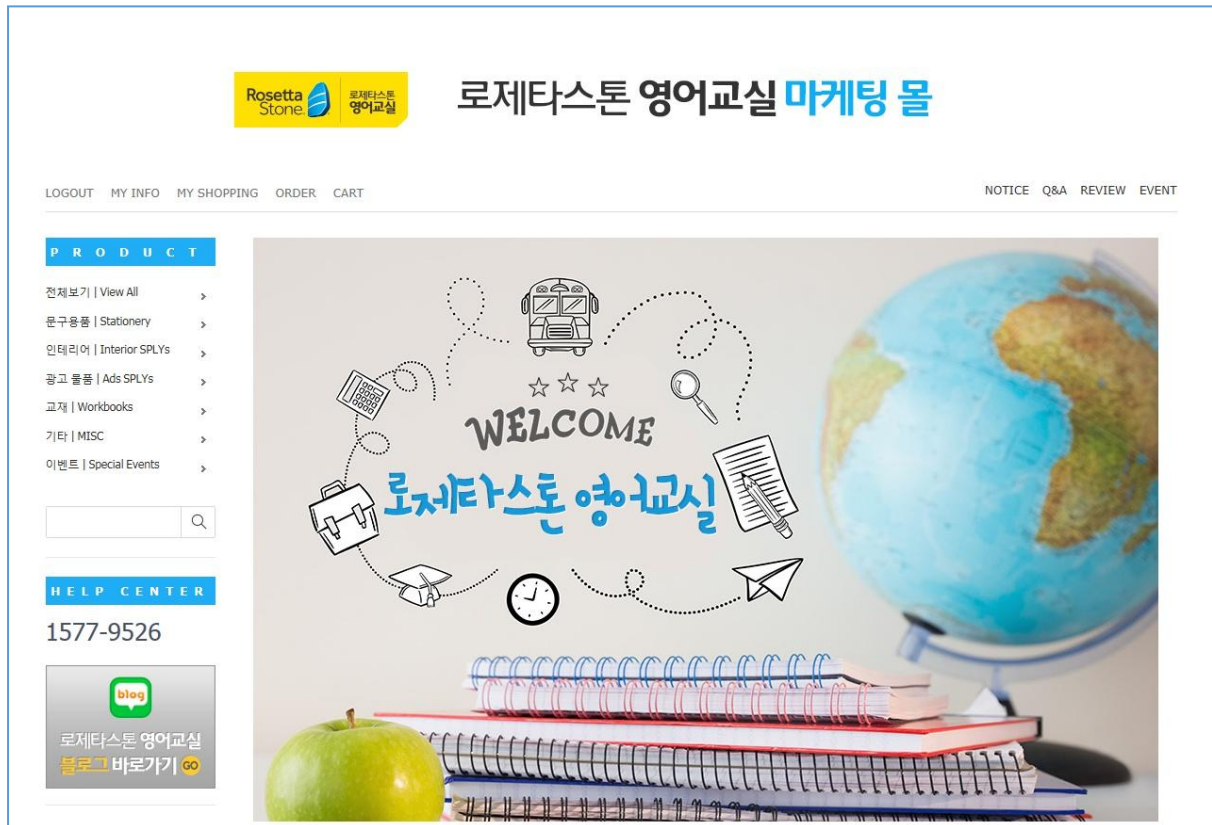 Rosetta
Stone
로제타스톤
영어교실
로제타스톤 영어교실 마케팅 몰
LOGOUT MY INFO MY SHOPPING ORDER CART
NOTICE Q&A REVIEW EVENT
PRODUCT
전체보기 | View All
문구용품 | Stationery
인테리어 | Interior SPLYs
광고 물품 | Ads SPLYs
교재 | Workbooks
기타 | MISC
이벤트 | Special Events
HELP CENTER
1577-9526
blog
로제타스톤 영어교실
블로그 바로가기 GO
WELCOME
로제타스톤 영어교실